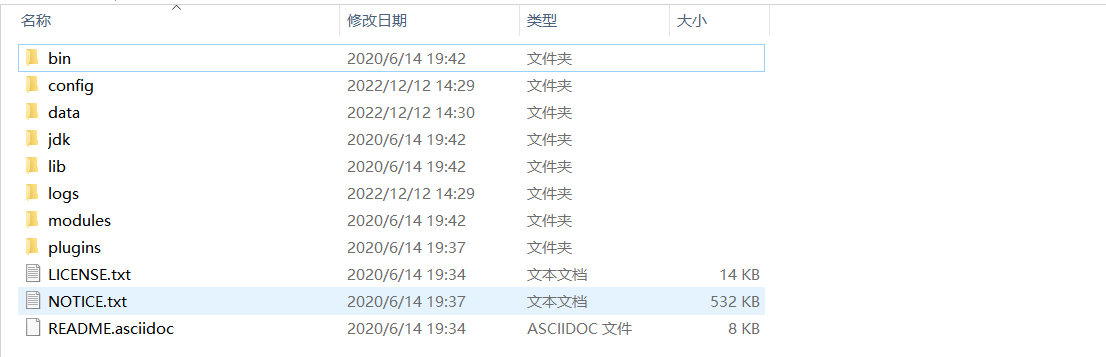 名称 修改日期 类型 大小
bin 2020/6/14 19:42 文件夹
config 2022/12/12 14:29 文件夹
data 2022/12/12 14:30 文件夹
jdk 2020/6/14 19:42 文件夹
lib 2020/6/14 19:42 文件夹
logs 2022/12/12 14:29 文件夹
modules 2020/6/14 19:42 文件夹
plugins 2020/6/14 19:37 文件夹
LICENSE.txt 2020/6/14 19:34 文本文档 14 KB
NOTICE.txt 2020/6/14 19:37 文本文档 532 KB
README.asciidoc 2020/6/14 19:34 ASCIIDOC 文件 8 KB